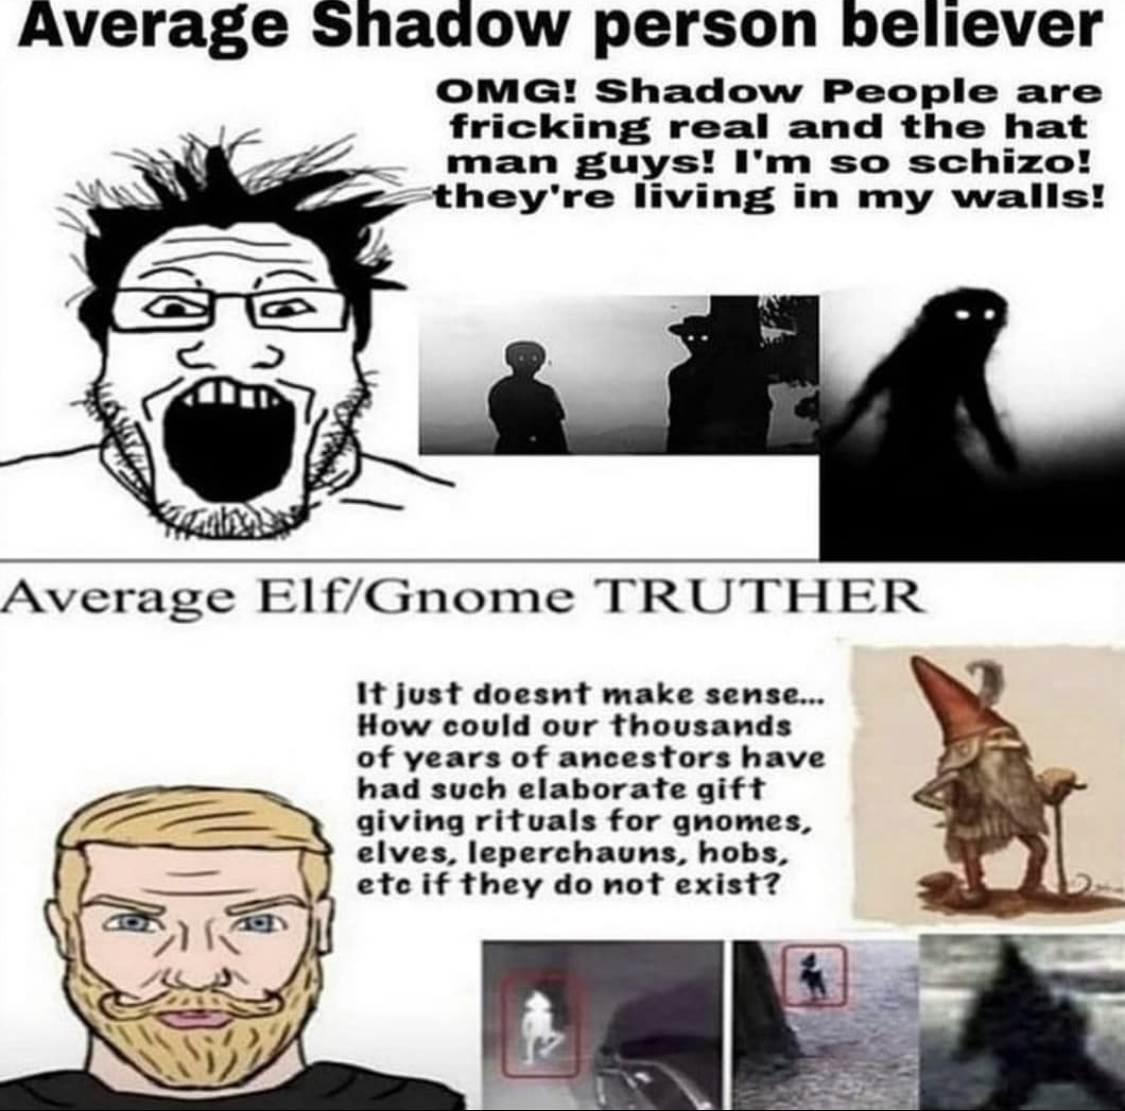 Average Shadow person believer
OMG! Shadow People are
fricking real and the hat
man guys! I'm so schizo!
they're living in my walls!
Average Elf/Gnome TRUTHER
It just doesnt make sense...
How could our thousands
of years of ancestors have
had such elaborate gift
giving rituals for gnomes,
elves, leperchauns, hobs,
etc if they do not exist?